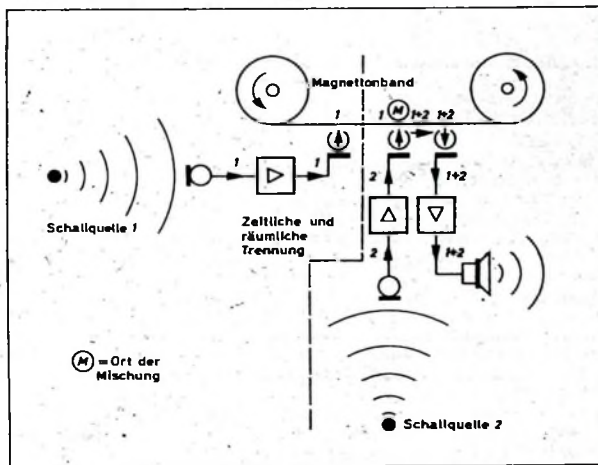 Magnettonband
1
1
M
1+2
1+2
1
1
2
1+2
Schallquelle 1
Zeitliche und
räumliche
Trennung
2
1+2
M = Ort der
Mischung
Schallquelle 2